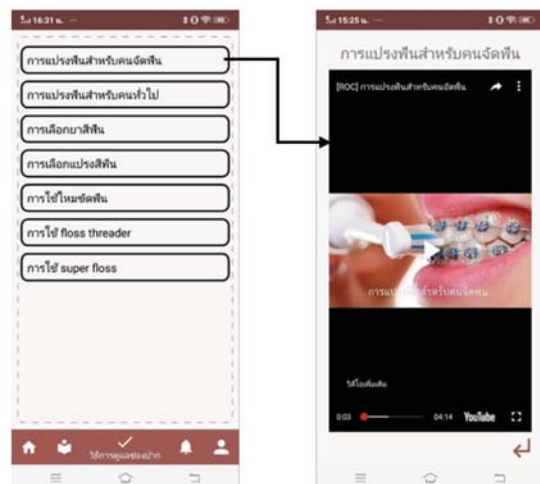 16:31 น.
การแปรงฟันสำหรับคนจัดฟัน
การแปรงฟันสำหรับคนทั่วไป
การเลือกยาสีฟัน
การเลือกแปรงสีฟัน
การใช้ไหมขัดฟัน
การใช้ floss threader
การใช้ super floss
วิธีการดูแลช่องปาก
15:25 น.
การแปรงฟันสำหรับคนจัดฟัน
[ROC] การแปรงฟันสำหรับคนจัดฟัน
การแปรงฟันสำหรับคนจัดฟัน
วิดีโอเพิ่มเติม
0:03
04:14
YouTube